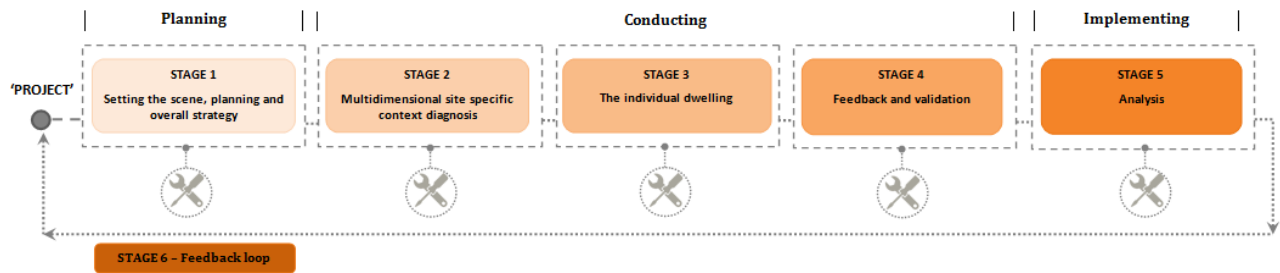 Planning
Conducting
Implementing
'PROJECT'
STAGE 1
Setting the scene, planning and
overall strategy
STAGE 2
Multidimensional site specific
context diagnosis
STAGE 3
The individual dwelling
STAGE 4
Feedback and validation
STAGE 5
Analysis
STAGE 6 – Feedback loop